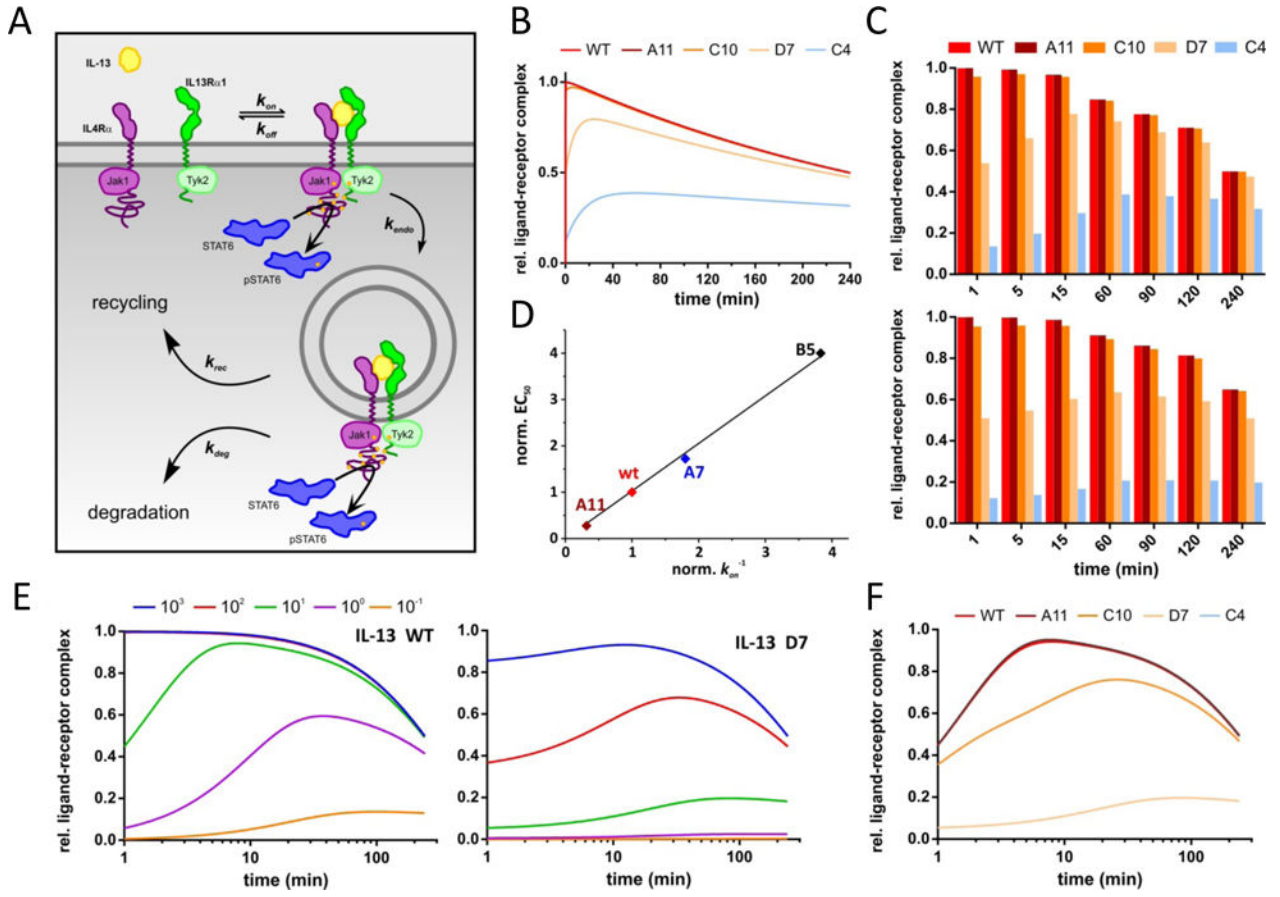 A
IL-13
IL13Rα1
IL4Rα
kon
koff
Jak1
Tyk2
Jak1
Tyk2
STAT6
pSTAT6
kendo
recycling
krec
kdeg
degradation
Jak1
Tyk2
STAT6
pSTAT6
B
WT A11 C10 D7 C4
rel. ligand-receptor complex
1.0
0.5
0.0
0 40 80 120 160 200 240
time (min)
C
WT A11 C10 D7 C4
rel. ligand-receptor complex
1.0
0.8
0.6
0.4
0.2
0.0
1 5 15 60 90 120 240
rel. ligand-receptor complex
1.0
0.8
0.6
0.4
0.2
0.0
1 5 15 60 90 120 240
time (min)
D
norm. EC50
4
3
2
1
0
B5
A7
wt
A11
0 1 2 3 4
norm. kon-1
E
10³ 10² 10¹ 10⁰ 10⁻¹
IL-13 WT
rel. ligand-receptor complex
1.0
0.8
0.6
0.4
0.2
0.0
1 10 100
time (min)
IL-13 D7
1.0
0.8
0.6
0.4
0.2
0.0
1 10 100
time (min)
F
WT A11 C10 D7 C4
rel. ligand-receptor complex
1.0
0.8
0.6
0.4
0.2
0.0
1 10 100
time (min)